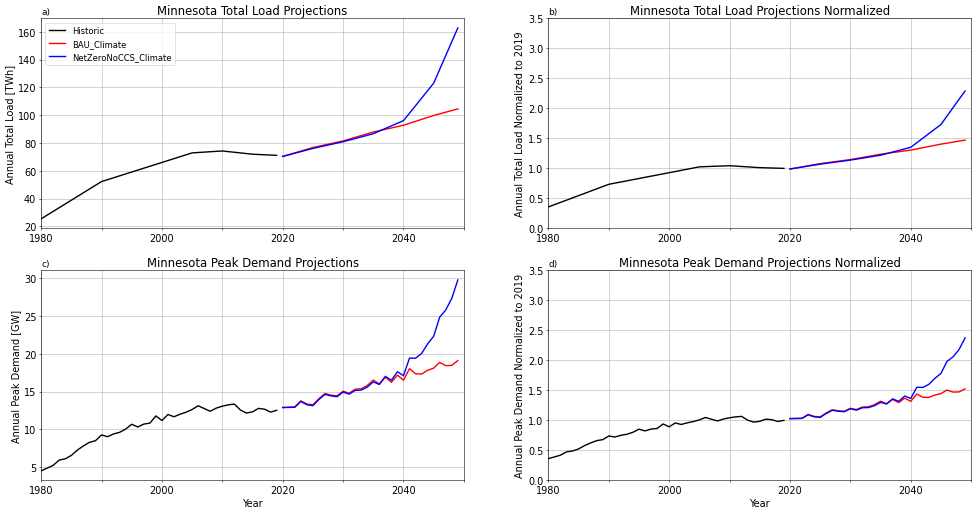 a)
Minnesota Total Load Projections
Historic
BAU_Climate
NetZeroNoCCS_Climate
Annual Total Load [TWh]
160
140
120
100
80
60
40
20
1980
2000
2020
2040
b)
Minnesota Total Load Projections Normalized
Annual Total Load Normalized to 2019
3.5
3.0
2.5
2.0
1.5
1.0
0.5
0.0
1980
2000
2020
2040
c)
Minnesota Peak Demand Projections
Annual Peak Demand [GW]
30
25
20
15
10
5
1980
2000
2020
2040
Year
d)
Minnesota Peak Demand Projections Normalized
Annual Peak Demand Normalized to 2019
3.5
3.0
2.5
2.0
1.5
1.0
0.5
0.0
1980
2000
2020
2040
Year